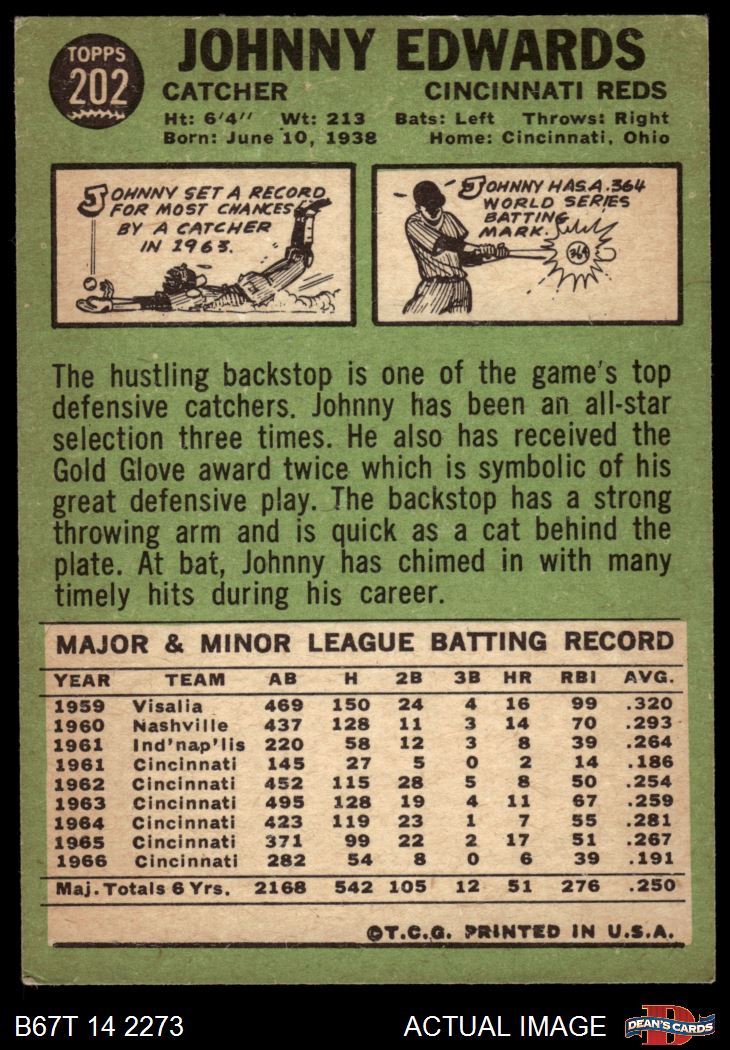 TOPPS
202
JOHNNY EDWARDS
CATCHER CINCINNATI REDS
Ht: 6'4'' Wt: 213 Bats: Left Throws: Right
Born: June 10, 1938 Home: Cincinnati, Ohio
JOHNNY SET A RECORD
FOR MOST CHANCES
BY A CATCHER
IN 1963.
JOHNNY HAS A .364
WORLD SERIES
BATTING
MARK.
364
The hustling backstop is one of the game's top
defensive catchers. Johnny has been an all-star
selection three times. He also has received the
Gold Glove award twice which is symbolic of his
great defensive play. The backstop has a strong
throwing arm and is quick as a cat behind the
plate. At bat, Johnny has chimed in with many
timely hits during his career.
MAJOR & MINOR LEAGUE BATTING RECORD
YEAR TEAM AB H 2B 3B HR RBI AVG.
1959 Visalia 469 150 24 4 16 99 .320
1960 Nashville 437 128 11 3 14 70 .293
1961 Ind'nap'lis 220 58 12 3 8 39 .264
1961 Cincinnati 145 27 5 0 2 14 .186
1962 Cincinnati 452 115 28 5 8 50 .254
1963 Cincinnati 495 128 19 4 11 67 .259
1964 Cincinnati 423 119 23 1 7 55 .281
1965 Cincinnati 371 99 22 2 17 51 .267
1966 Cincinnati 282 54 8 0 6 39 .191
Maj. Totals 6 Yrs. 2168 542 105 12 51 276 .250
©T.C.G. PRINTED IN U.S.A.
B67T 14 2273 ACTUAL IMAGE
D
DEAN'S CARDS